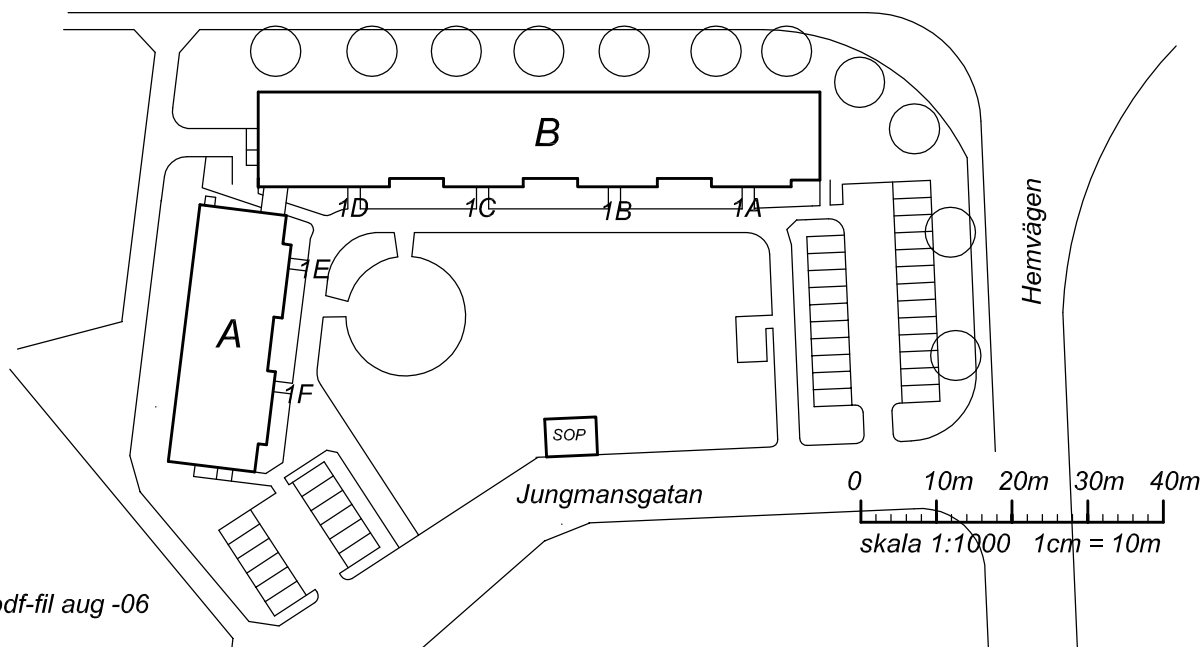 B
1D
1C
1B
1A
1E
A
1F
Hemvägen
SOP
Jungmansgatan
0 10m 20m 30m 40m
skala 1:1000 1cm = 10m
pdf-fil aug -06